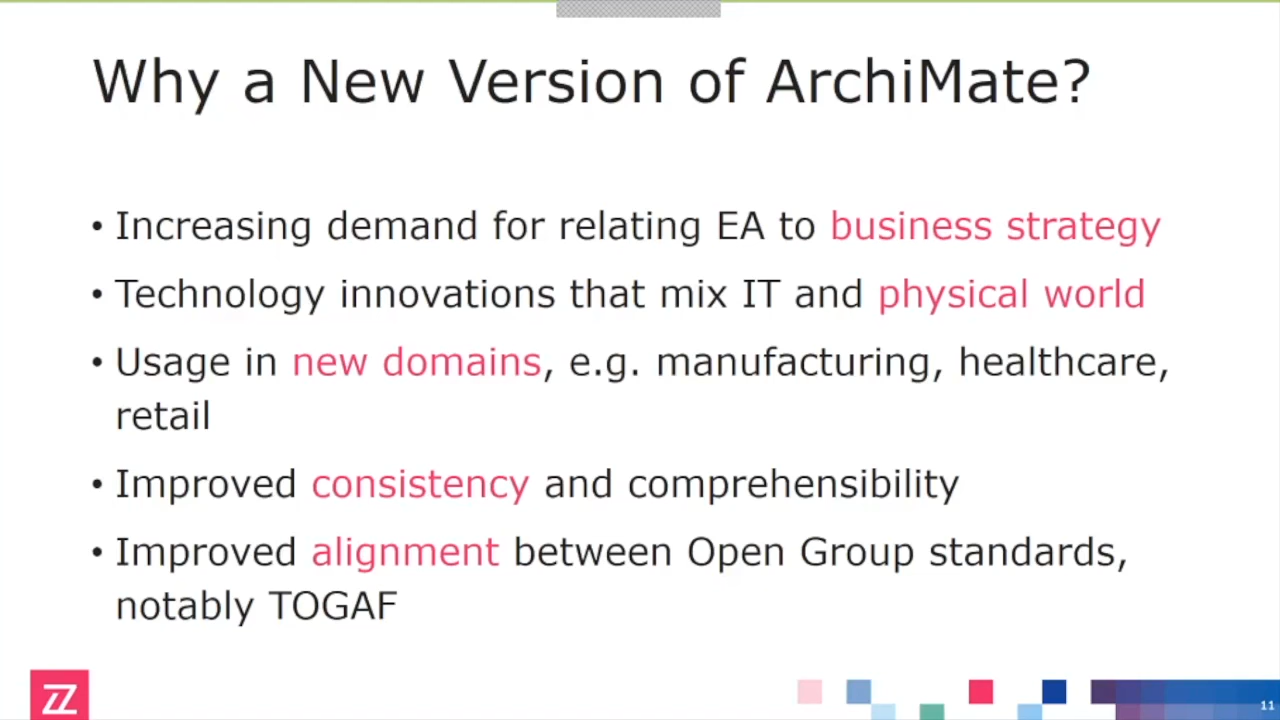 Why a New Version of ArchiMate?
• Increasing demand for relating EA to business strategy
• Technology innovations that mix IT and physical world
• Usage in new domains, e.g. manufacturing, healthcare,
retail
• Improved consistency and comprehensibility
• Improved alignment between Open Group standards,
notably TOGAF
11